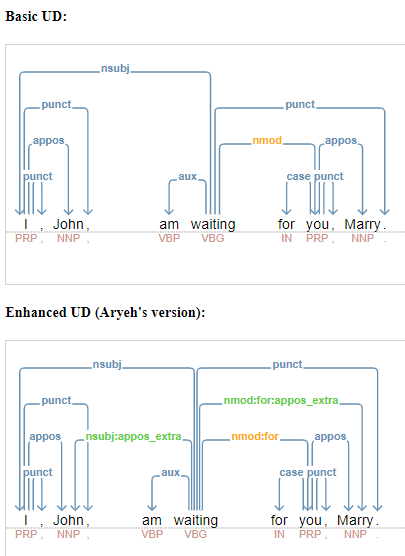 Basic UD:
nsubj
punct punct
appos nmod appos
punct aux case punct
I , John, am waiting for you, Marry.
PRP , NNP , VBP VBG IN PRP , NNP .
Enhanced UD (Aryeh's version):
nsubj punct
punct nmod:for:appos_extra
appos nsubj:appos_extra nmod:for appos
punct aux case punct
I , John, am waiting for you, Marry.
PRP , NNP , VBP VBG IN PRP , NNP .